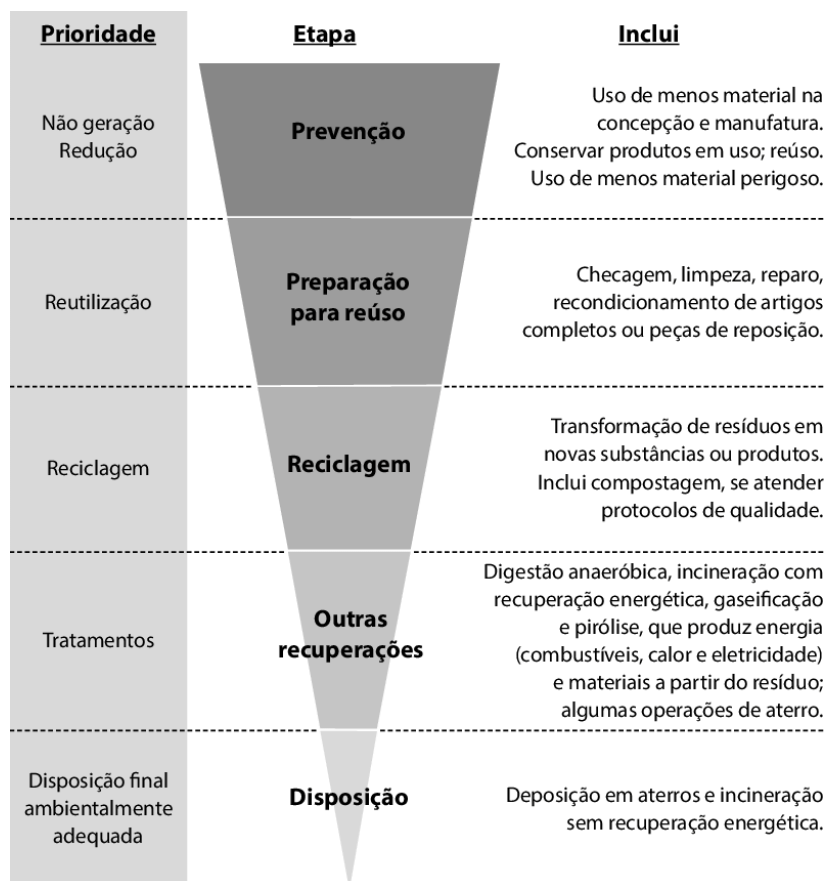 Prioridade
Etapa
Inclui
Não geração
Redução
Prevenção
Uso de menos material na
concepção e manufatura.
Conservar produtos em uso; reúso.
Uso de menos material perigoso.
Reutilização
Preparação
para reúso
Checagem, limpeza, reparo,
recondicionamento de artigos
completos ou peças de reposição.
Reciclagem
Reciclagem
Transformação de resíduos em
novas substâncias ou produtos.
Inclui compostagem, se atender
protocolos de qualidade.
Tratamentos
Outras
recuperações
Digestão anaeróbica, incineração com
recuperação energética, gaseificação
e pirólise, que produz energia
(combustíveis, calor e eletricidade)
e materiais a partir do resíduo;
algumas operações de aterro.
Disposição final
ambientalmente
adequada
Disposição
Deposição em aterros e incineração
sem recuperação energética.